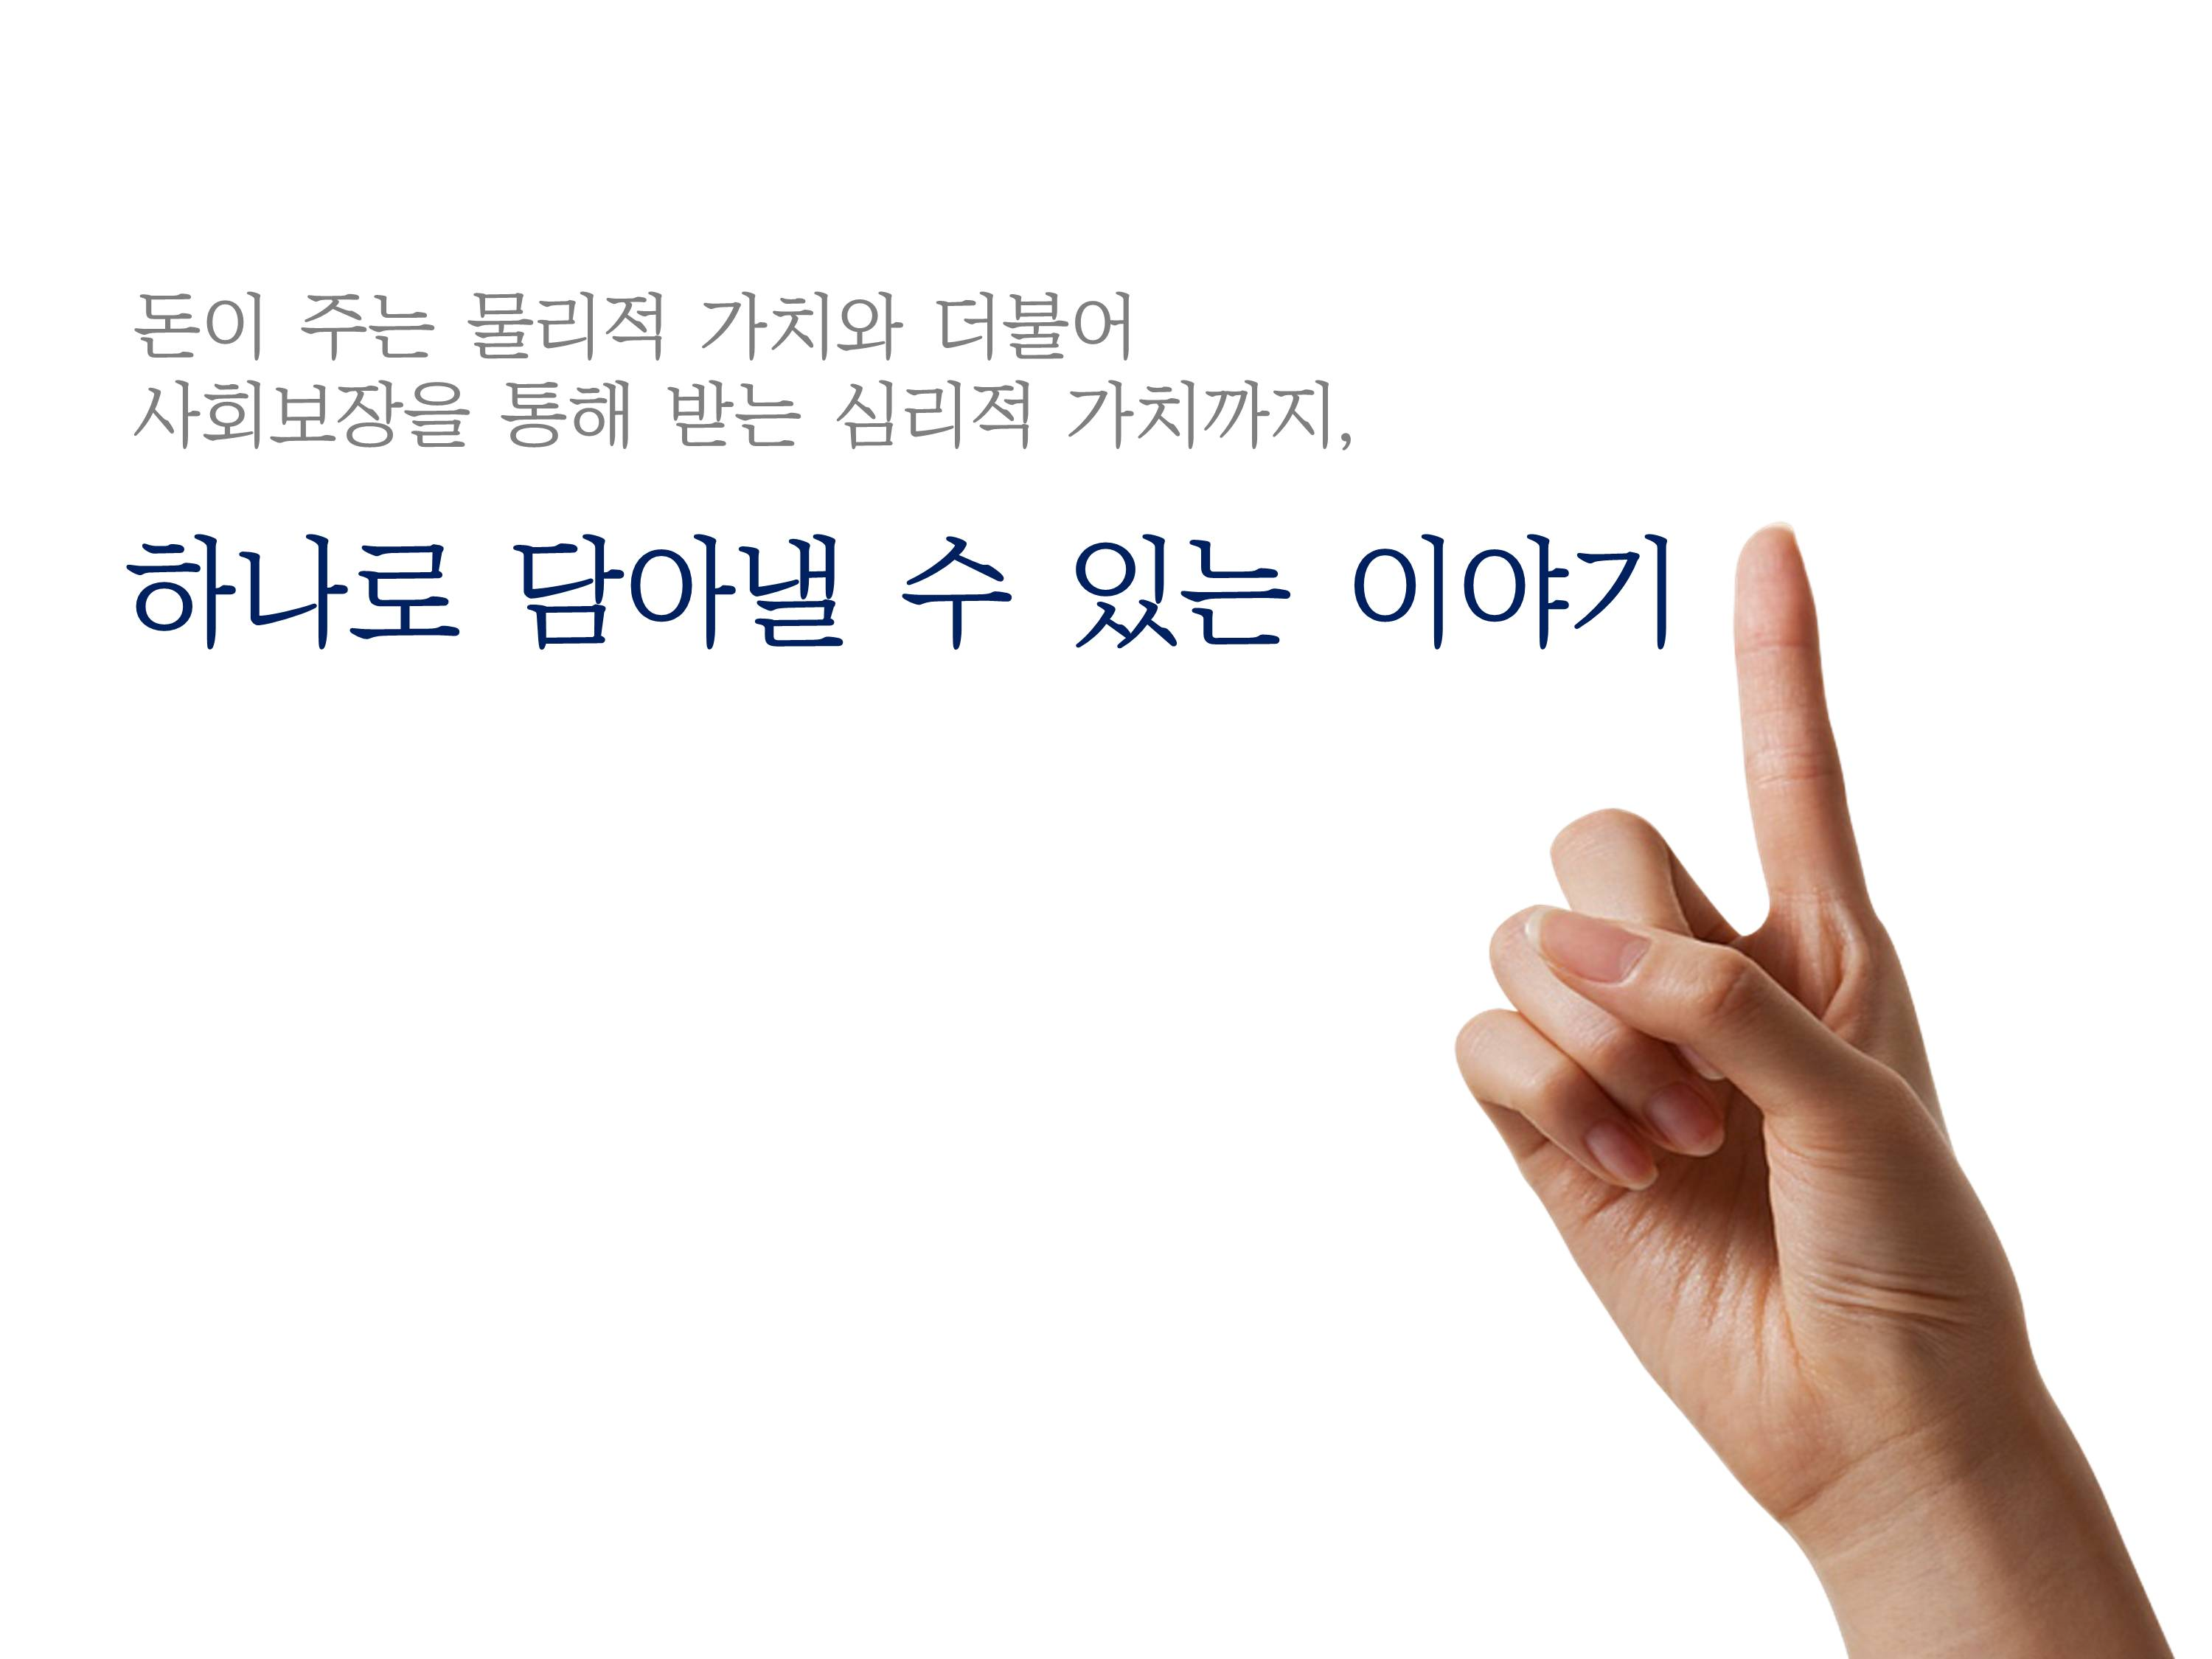 돈이 주는 물리적 가치와 더불어
사회보장을 통해 받는 심리적 가치까지,
하나로 담아낼 수 있는 이야기